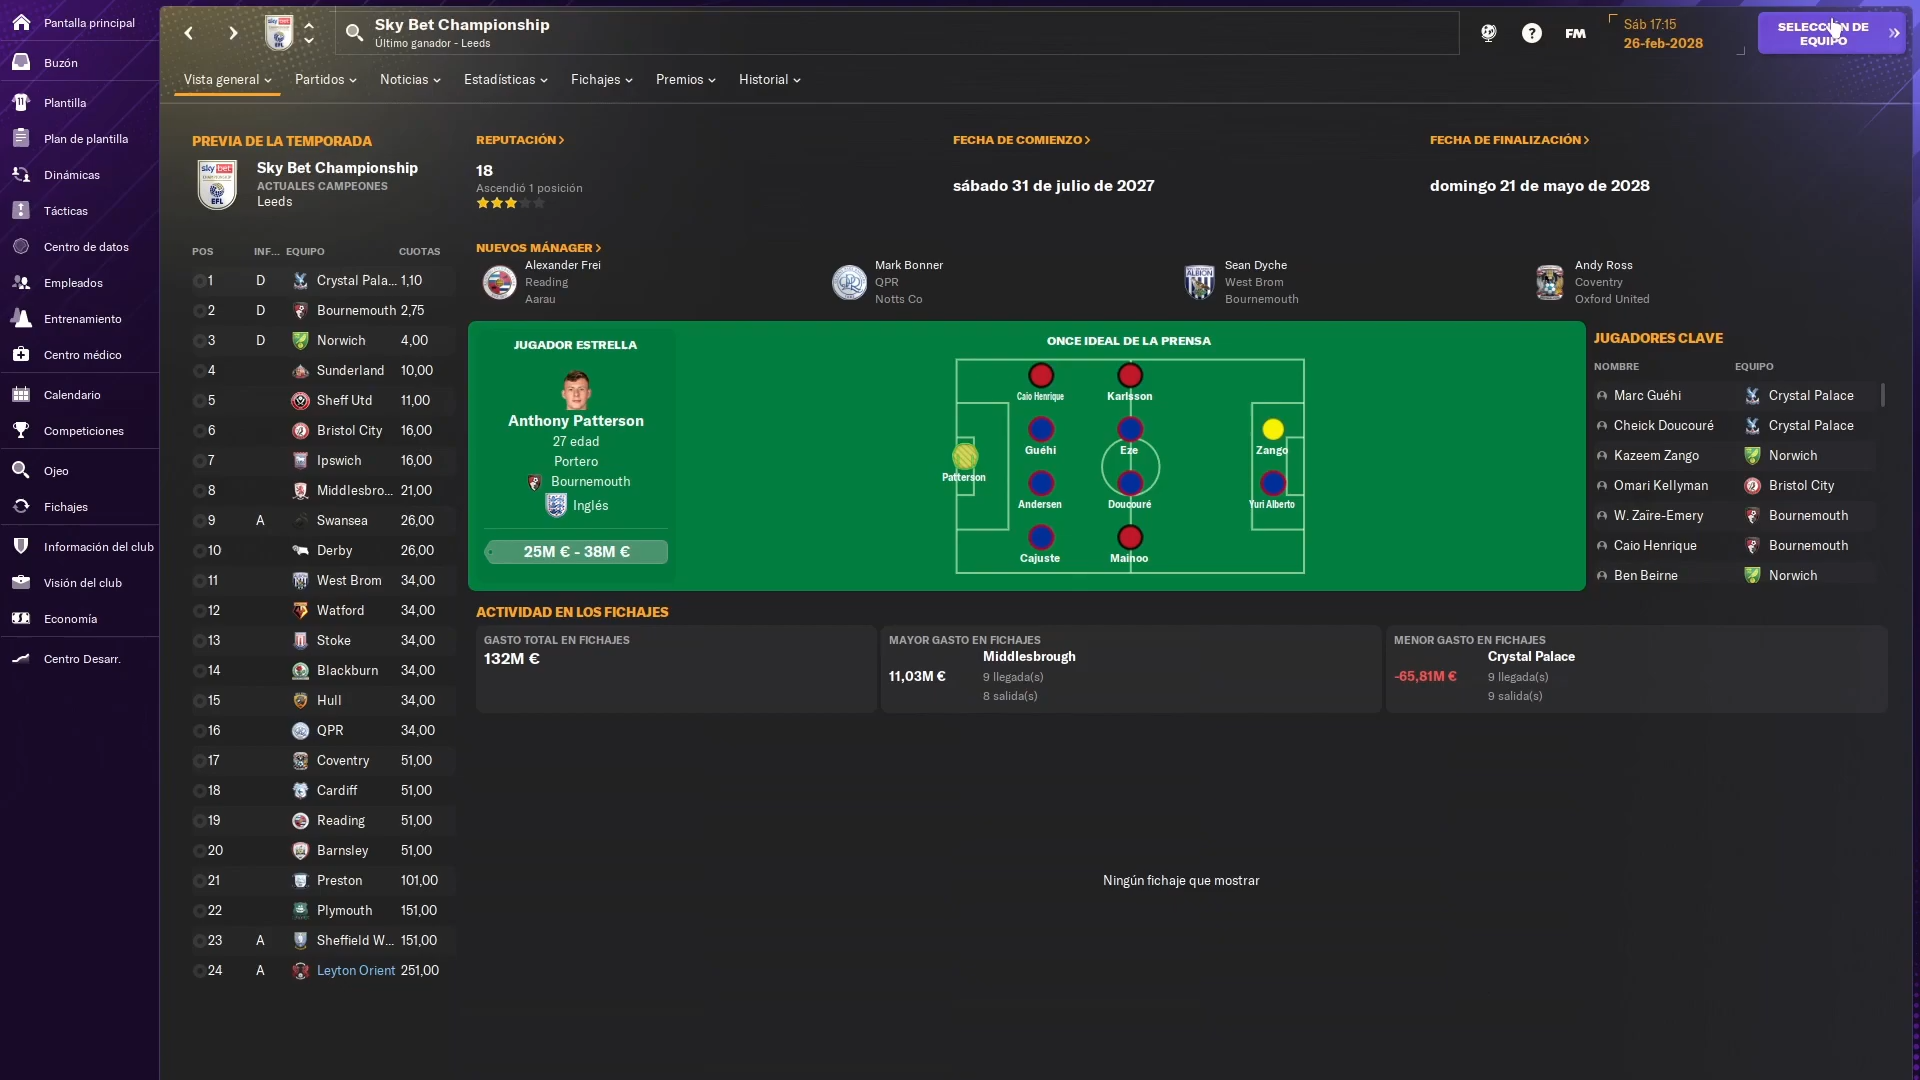 Pantalla principal
Buzón
Plantilla
Plan de plantilla
Dinámicas
Tácticas
Centro de datos
Empleados
Entrenamiento
Centro médico
Calendario
Competiciones
Ojeo
Fichajes
Información del club
Visión del club
Economía
Centro Desarr.
Sky Bet Championship
Último ganador - Leeds
FM
Sáb 17:15
26-feb-2028
SELECCIÓN DE
EQUIPO
Vista general
Partidos
Noticias
Estadísticas
Fichajes
Premios
Historial
PREVIA DE LA TEMPORADA
Sky Bet Championship
ACTUALES CAMPEONES
Leeds
REPUTACIÓN
18
Ascendió 1 posición
FECHA DE COMIENZO
sábado 31 de julio de 2027
FECHA DE FINALIZACIÓN
domingo 21 de mayo de 2028
POS INF... EQUIPO CUOTAS
1 D Crystal Pala... 1,10
2 D Bournemouth 2,75
3 D Norwich 4,00
4 Sunderland 10,00
5 Sheff Utd 11,00
6 Bristol City 16,00
7 Ipswich 16,00
8 Middlesbro... 21,00
9 A Swansea 26,00
10 Derby 26,00
11 West Brom 34,00
12 Watford 34,00
13 Stoke 34,00
14 Blackburn 34,00
15 Hull 34,00
16 QPR 34,00
17 Coventry 51,00
18 Cardiff 51,00
19 Reading 51,00
20 Barnsley 51,00
21 Preston 101,00
22 Plymouth 151,00
23 A Sheffield W... 151,00
24 A Leyton Orient 251,00
NUEVOS MÁNAGER
Alexander Frei
Reading
Aarau
Mark Bonner
QPR
Notts Co
Sean Dyche
West Brom
Bournemouth
Andy Ross
Coventry
Oxford United
JUGADOR ESTRELLA
Anthony Patterson
27 edad
Portero
Bournemouth
Inglés
25M € - 38M €
ONCE IDEAL DE LA PRENSA
Caio Henrique
Karlsson
Guéhi
Eze
Zango
Patterson
Andersen
Doucouré
Yuri Alberto
Cajuste
Mainoo
JUGADORES CLAVE
NOMBRE EQUIPO
Marc Guéhi Crystal Palace
Cheick Doucouré Crystal Palace
Kazeem Zango Norwich
Omari Kellyman Bristol City
W. Zaïre-Emery Bournemouth
Caio Henrique Bournemouth
Ben Beirne Norwich
ACTIVIDAD EN LOS FICHAJES
GASTO TOTAL EN FICHAJES
132M €
MAYOR GASTO EN FICHAJES
Middlesbrough
11,03M €
9 llegada(s)
8 salida(s)
MENOR GASTO EN FICHAJES
Crystal Palace
-65,81M €
9 llegada(s)
9 salida(s)
Ningún fichaje que mostrar